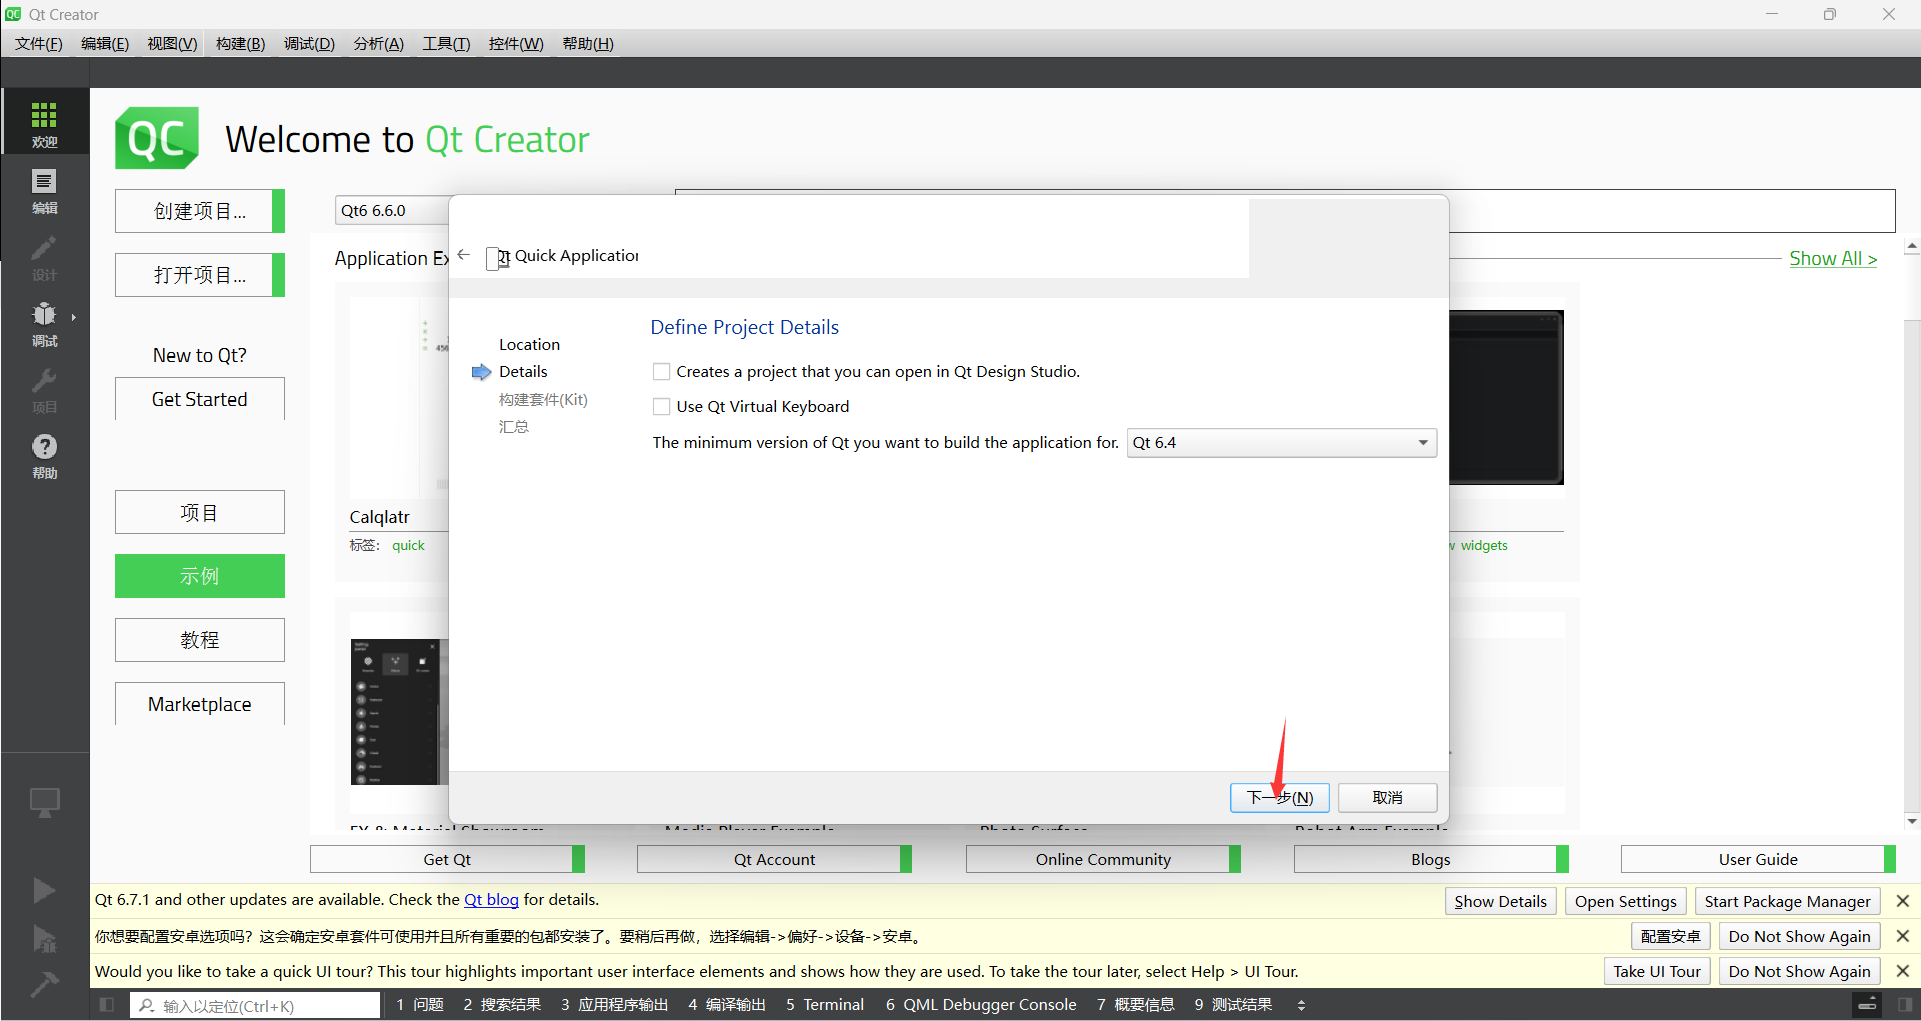 Qt Creator
文件(F) 编辑(E) 视图(V) 构建(B) 调试(D) 分析(A) 工具(T) 控件(W) 帮助(H)
欢迎
编辑
设计
调试
项目
帮助
QC
Welcome to Qt Creator
创建项目...
打开项目...
New to Qt?
Get Started
项目
示例
教程
Marketplace
Qt6 6.6.0
Application Ex
Show All >
Calqlatr
标签: quick
widgets
Qt Quick Application
Location
Details
构建套件(Kit)
汇总
Define Project Details
Creates a project that you can open in Qt Design Studio.
Use Qt Virtual Keyboard
The minimum version of Qt you want to build the application for. Qt 6.4
下一步(N) 取消
Get Qt Qt Account Online Community Blogs User Guide
Qt 6.7.1 and other updates are available. Check the Qt blog for details. Show Details Open Settings Start Package Manager
你想要配置安卓选项吗？这会确定安卓套件可使用并且所有重要的包都安装了。要稍后再做，选择编辑->偏好->设备->安卓。 配置安卓 Do Not Show Again
Would you like to take a quick UI tour? This tour highlights important user interface elements and shows how they are used. To take the tour later, select Help > UI Tour. Take UI Tour Do Not Show Again
输入以定位(Ctrl+K) 1 问题 2 搜索结果 3 应用程序输出 4 编译输出 5 Terminal 6 QML Debugger Console 7 概要信息 9 测试结果